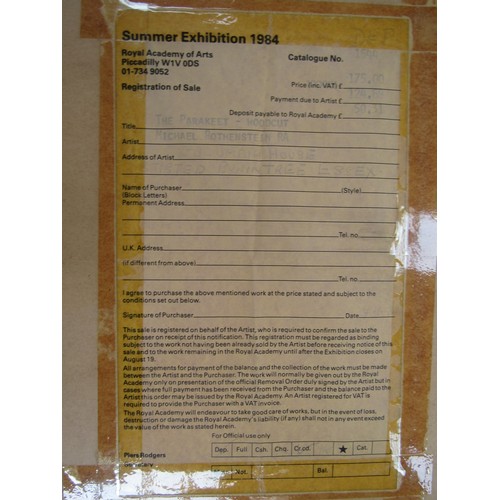 Summer Exhibition 1984
Royal Academy of Arts
Piccadilly W1V 0DS
01-734 9052
Catalogue No.
Registration of Sale
Price (inc. VAT) £ 175.00
Payment due to Artist £
Deposit payable to Royal Academy £
Title THE PARAKEET - WOODCUT
Artist MICHAEL ROTHENSTEIN RA
Address of Artist
ESSEX
Name of Purchaser (Style)
(Block Letters)
Permanent Address
Tel. no.
U.K. Address
(if different from above)
Tel. no.
I agree to purchase the above mentioned work at the price stated and subject to the
conditions set out below.
Signature of Purchaser Date
This sale is registered on behalf of the Artist, who is required to confirm the sale to the
Purchaser on receipt of this notification. This registration must be regarded as binding
subject to the work not having been already sold by the Artist before receiving notice of this
sale and to the work remaining in the Royal Academy until after the Exhibition closes on
August 19.
All arrangements for payment of the balance and the collection of the work must be made
between the Artist and the Purchaser. The work will normally be given out by the Royal
Academy only on presentation of the official Removal Order duly signed by the Artist but in
cases where full payment has been received from the Purchaser and the balance paid to the
Artist this order may be issued by the Royal Academy. An Artist registered for VAT is
required to provide the Purchaser with a VAT invoice.
The Royal Academy will endeavour to take good care of works, but in the event of loss,
destruction or damage the Royal Academy's liability (if any) shall not in any event exceed
the value of the work as stated herein.
For Official use only
Dep. Full Csh. Chq. Cr.cd. ★ Cat.
Piers Rodgers
Secretary
Not. Bal.